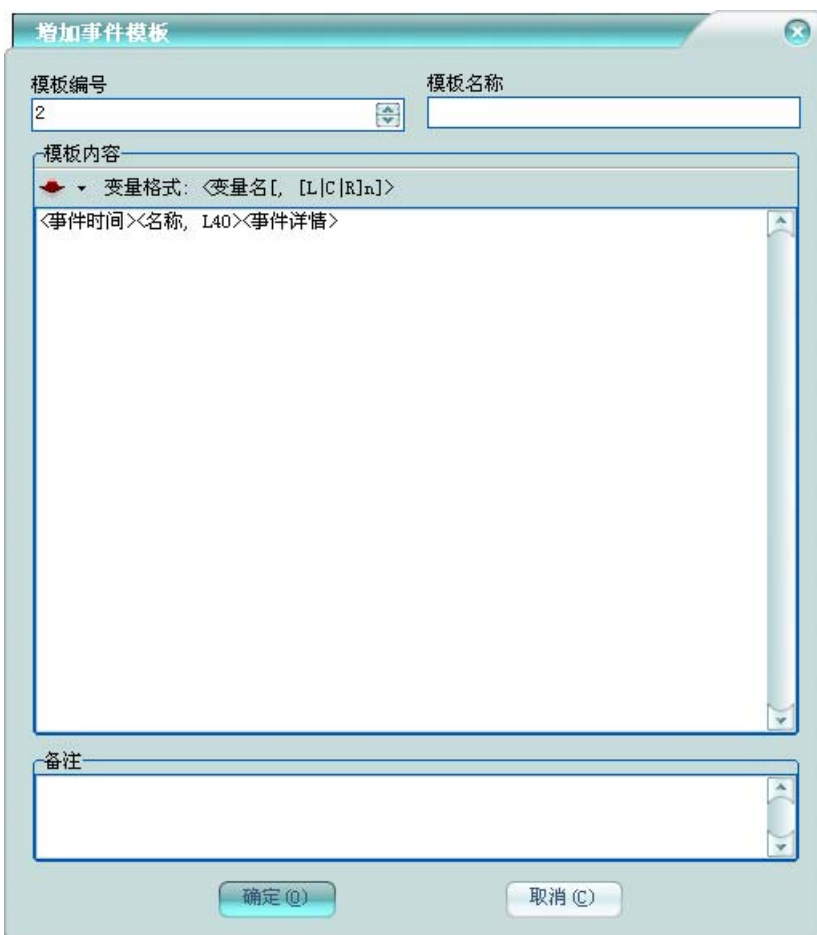 增加事件模板
模板编号
模板名称
2
模板内容
变量格式: <变量名[, [L|C|R]n]>
<事件时间><名称, L40><事件详情>
备注
确定(O)
取消(C)